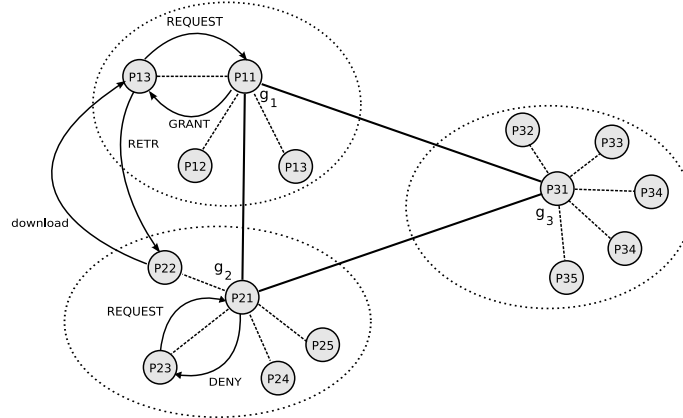 REQUEST
P13
P11
g1
GRANT
RETR
P12
P13
download
P32
P33
P31
P34
g3
P34
P35
P22
g2
P21
REQUEST
P25
P23
P24
DENY